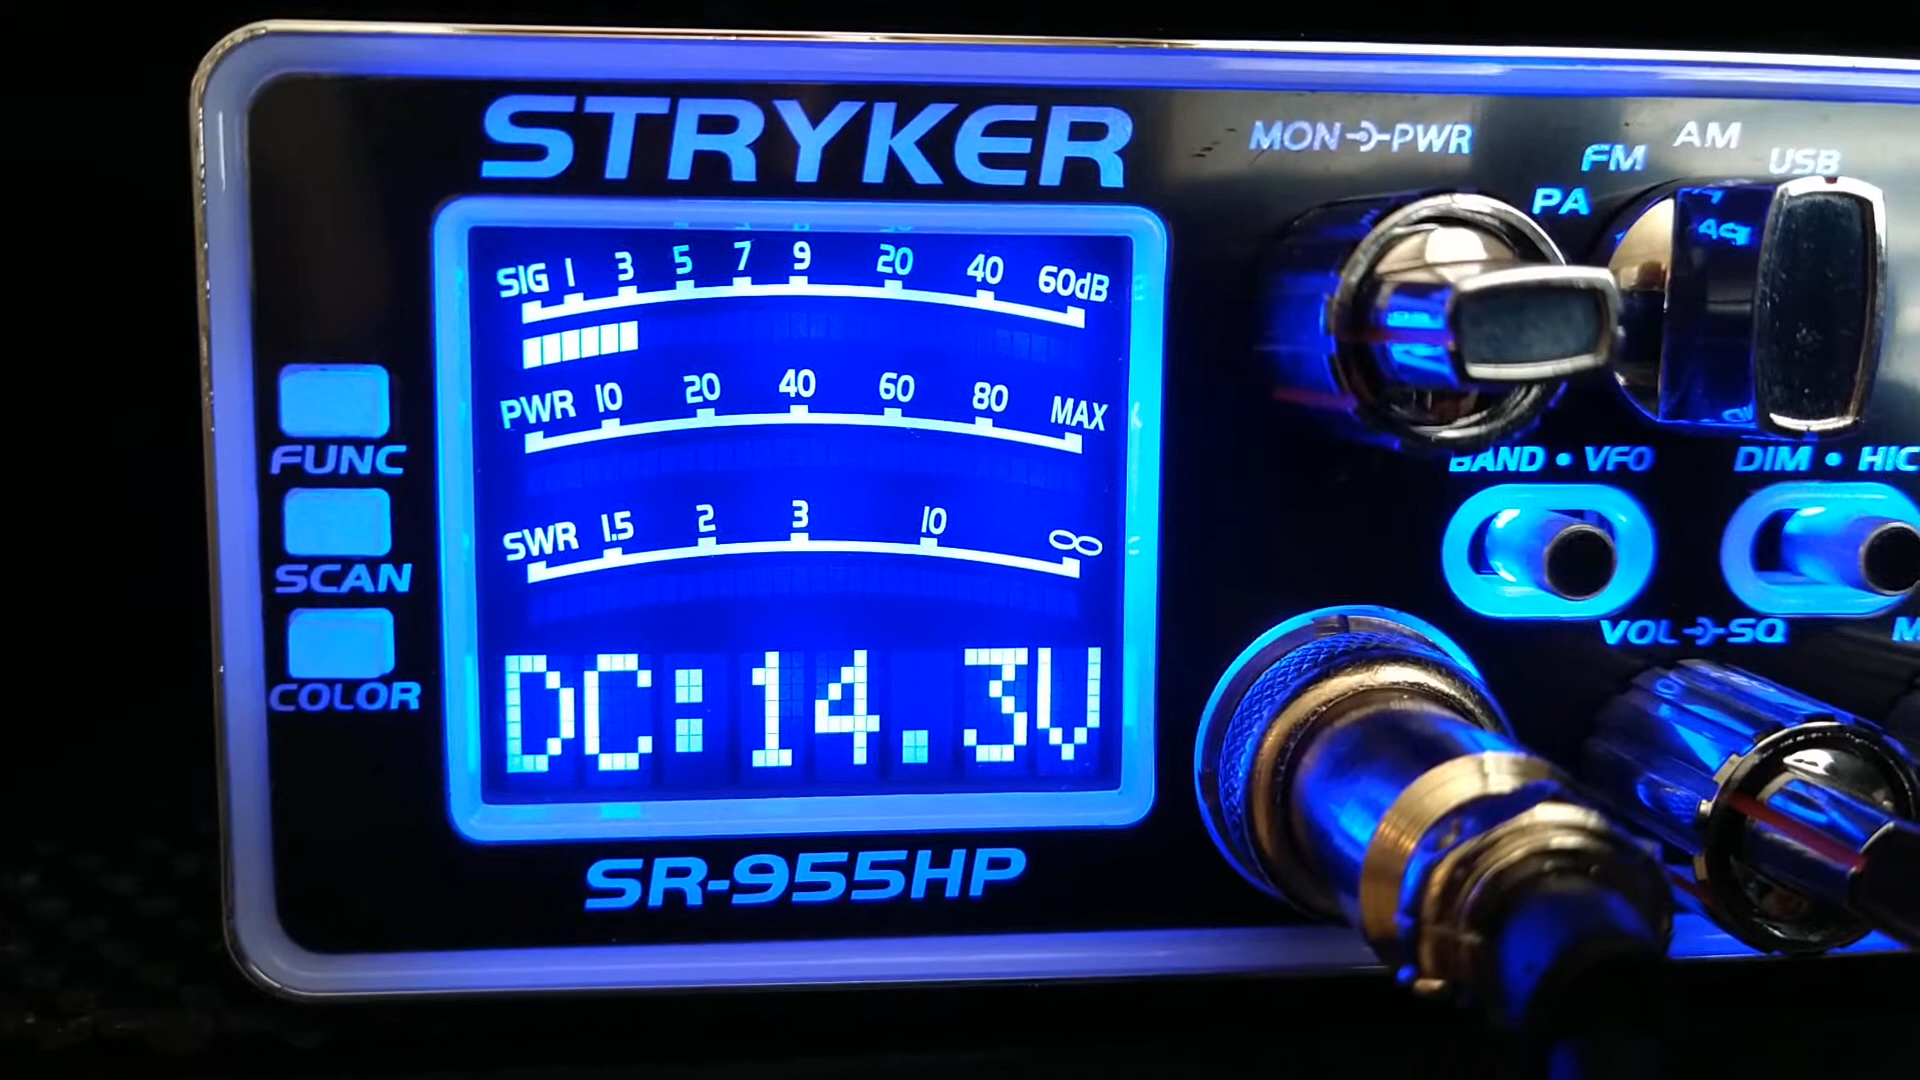 STRYKER
MON PWR
PA FM AM USB
SIG 1 3 5 7 9 20 40 60dB
PWR 10 20 40 60 80 MAX
SWR 1.5 2 3 10 ∞
DC:14.3V
FUNC
SCAN
COLOR
BAND • VFO
DIM • HIC
VOL SQ
SR-955HP